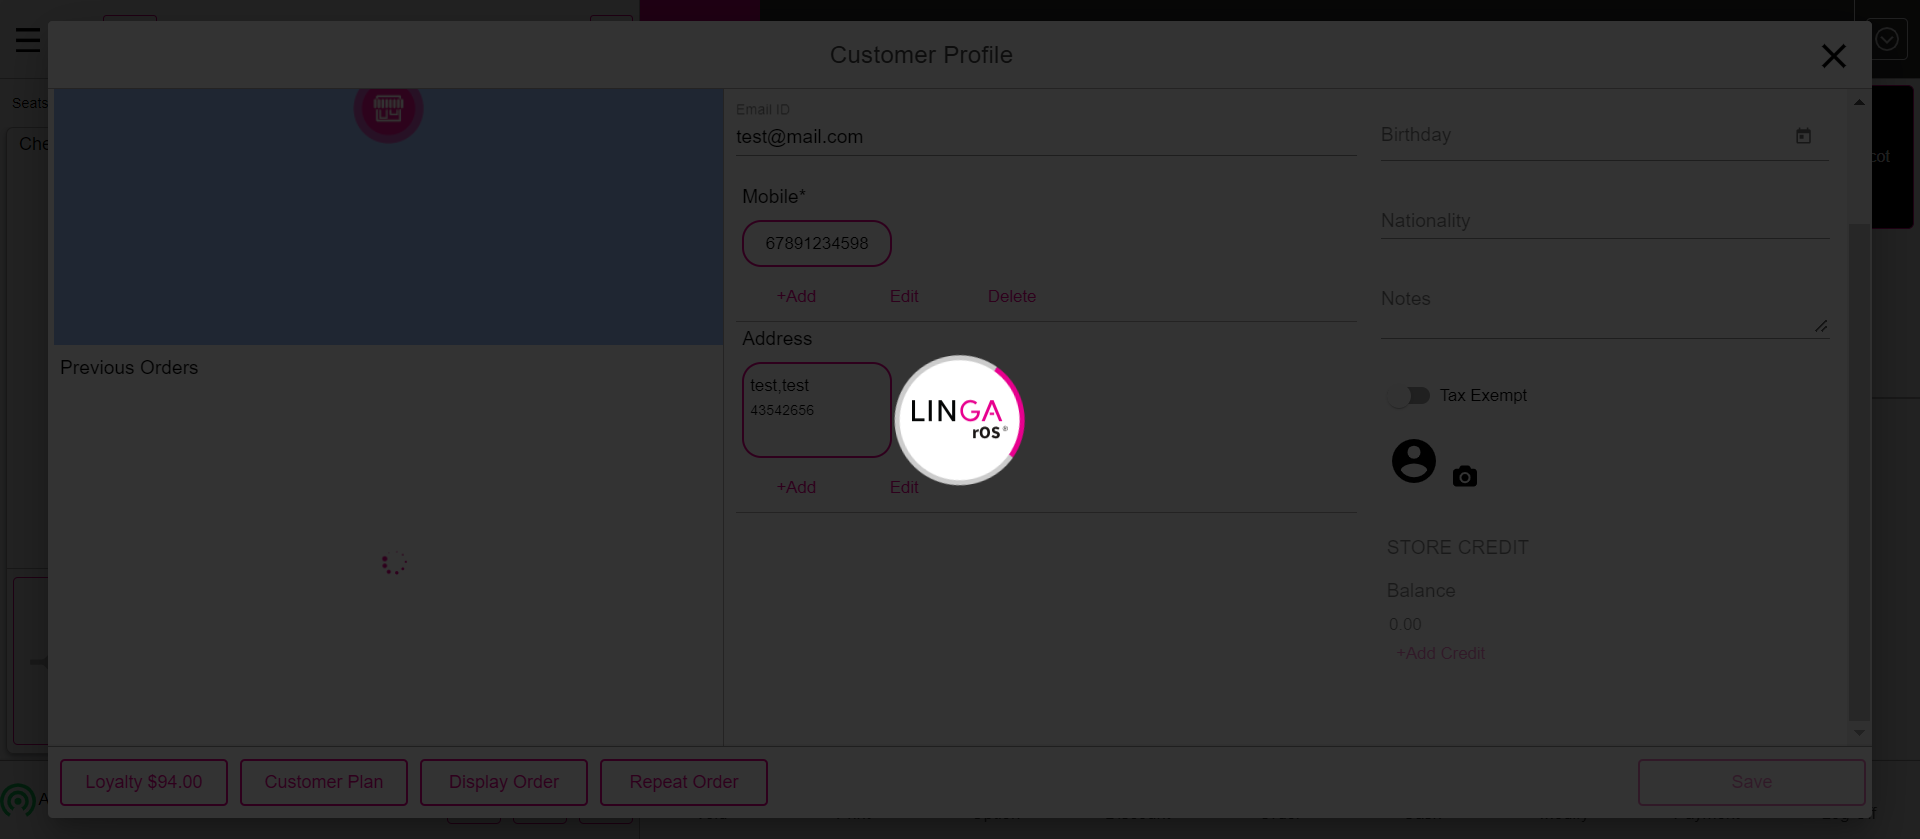 Customer Profile
Seats
Che
Email ID
test@mail.com
Birthday
Mobile*
67891234598
Nationality
+Add Edit Delete
Notes
Address
Previous Orders
test,test
43542656
Tax Exempt
LINGA
rOS®
+Add Edit
STORE CREDIT
Balance
0.00
+Add Credit
Loyalty $94.00 Customer Plan Display Order Repeat Order Save